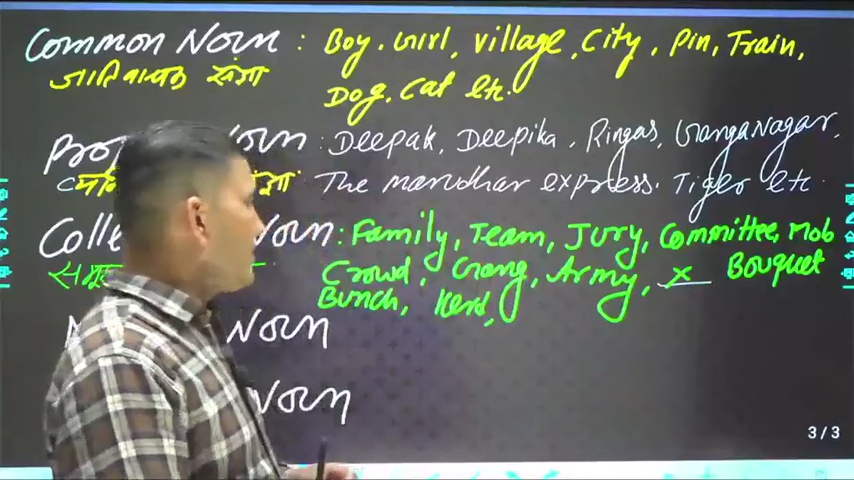 Common Noun : Boy, Girl, village, City, Pin, Train,
जातिवाचक संज्ञा Dog, Cat etc.
Noun : Deepak, Deepika, Ringas, GangaNagar,
The marudhar express. Tiger etc
Noun : Family, Team, Jury, Committee, Mob
Crowd, Gang, Army, x Bouquet
Bunch, Herd,
Noun
Noun
3/3